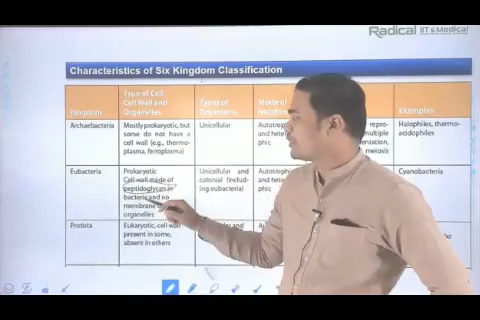 Radical IIT & Medical
Characteristics of Six Kingdom Classification
Kingdom
Type of Cell,
Cell Wall and
Organelles
Types of
Organisms
Mode of
Examples
Archaebacteria
Mostly prokaryotic, but
some do not have a
cell wall (e.g., thermo-
plasma, ferroplasma)
Unicellular
Autotrop
and heter
phic
repro-
multiple
entation,
meiosis
Halophiles, thermo-
acidophiles
Eubacteria
Prokaryotic
Cell wall made of
peptidoglycan in
bacteria and no
membrane
organelles
Unicellular and
colonial (includ-
ing eubacteria)
and heter
phic
Cyanobacteria
Protista
Eukaryotic, cell wall
present in some,
absent in others
and